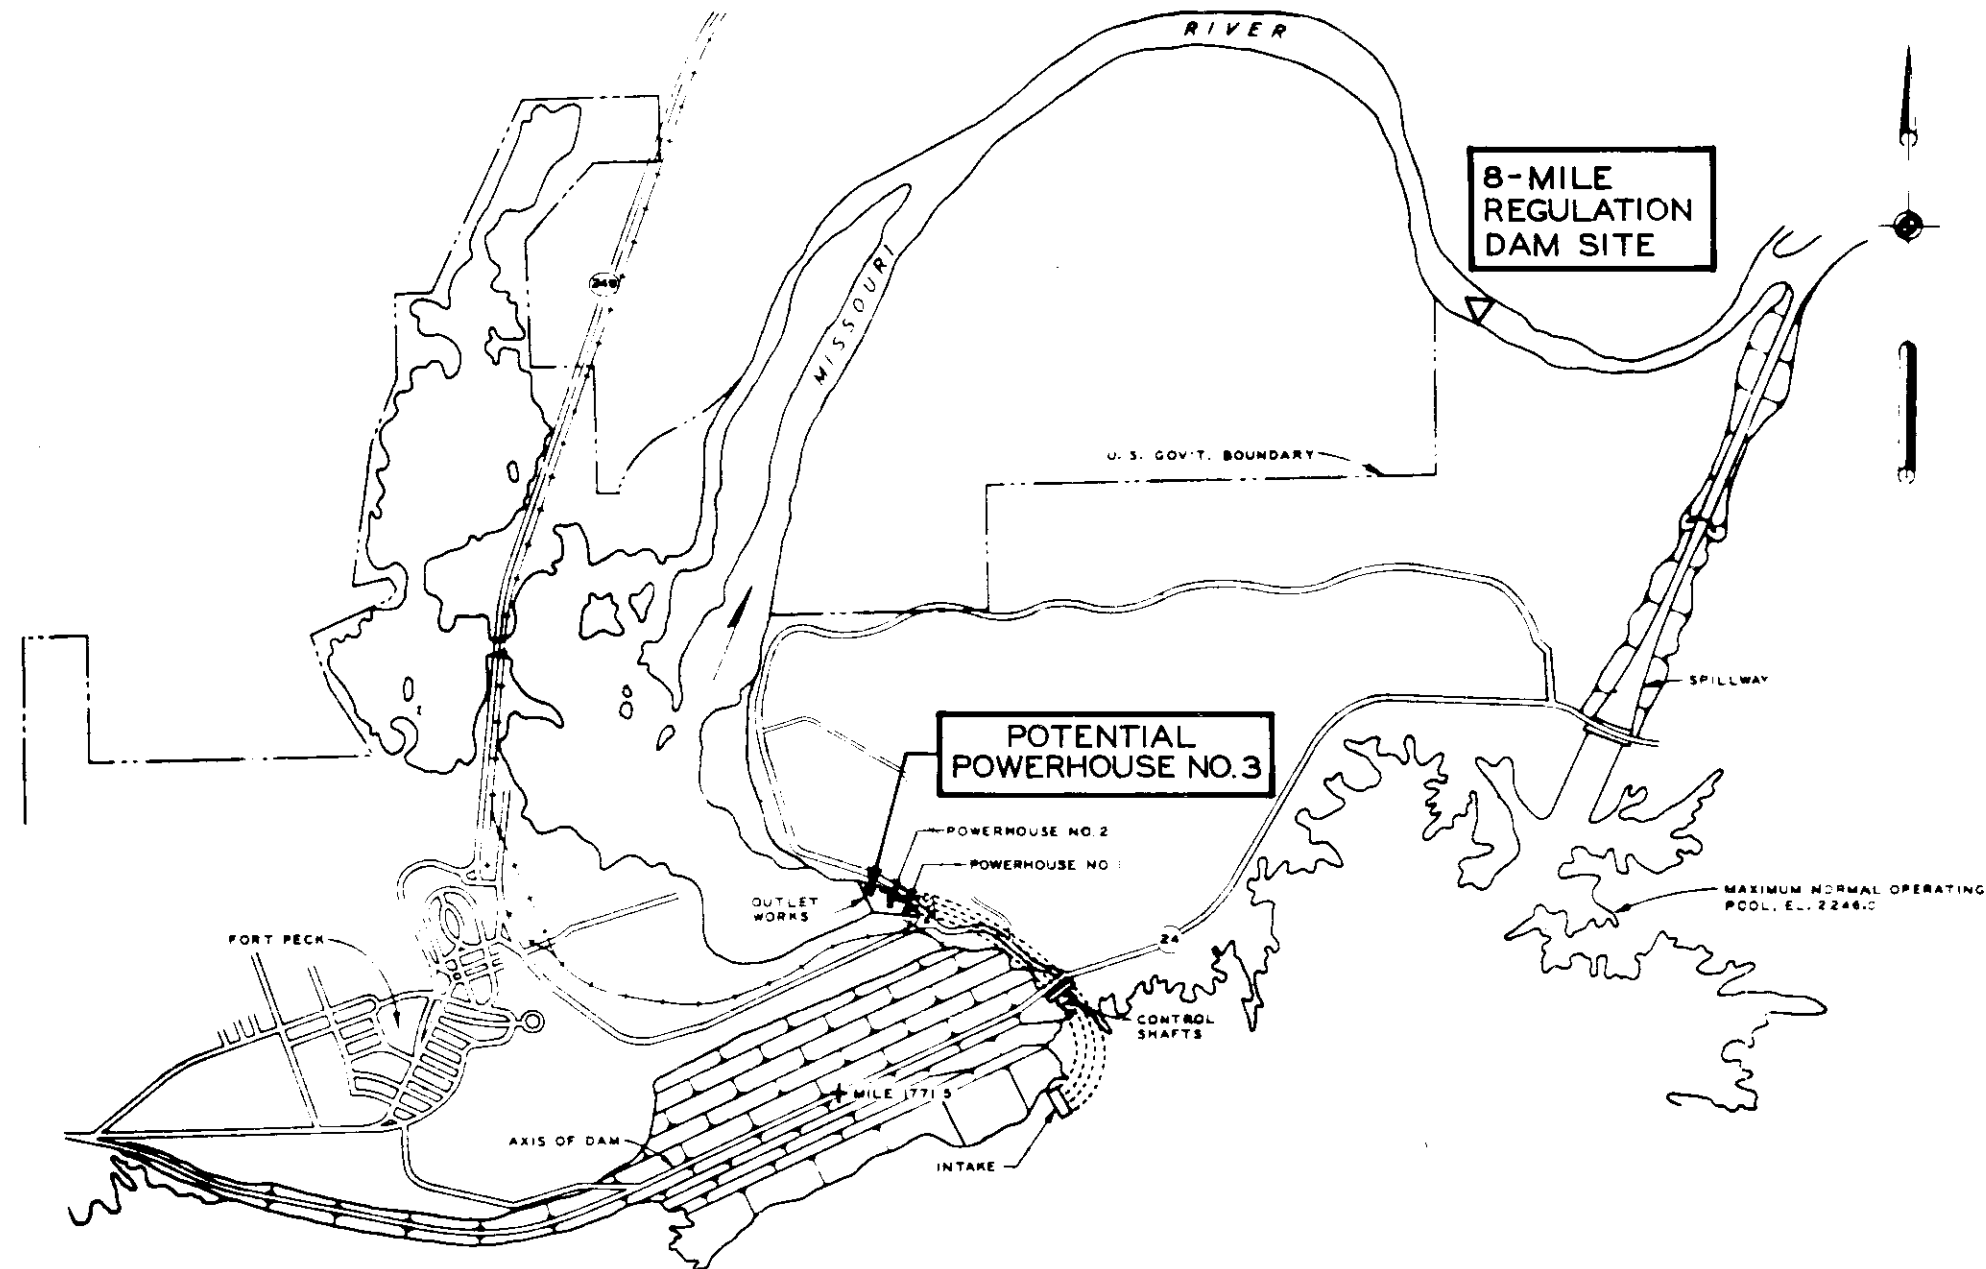 RIVER
8-MILE
REGULATION
DAM SITE
MISSOURI
U. S. GOV'T. BOUNDARY
SPILLWAY
POTENTIAL
POWERHOUSE NO. 3
POWERHOUSE NO. 2
POWERHOUSE NO
MAXIMUM NORMAL OPERATING
POOL, EL. 2246.0
OUTLET
WORKS
FORT PECK
24
CONTROL
SHAFTS
MILE 1771.5
AXIS OF DAM
INTAKE